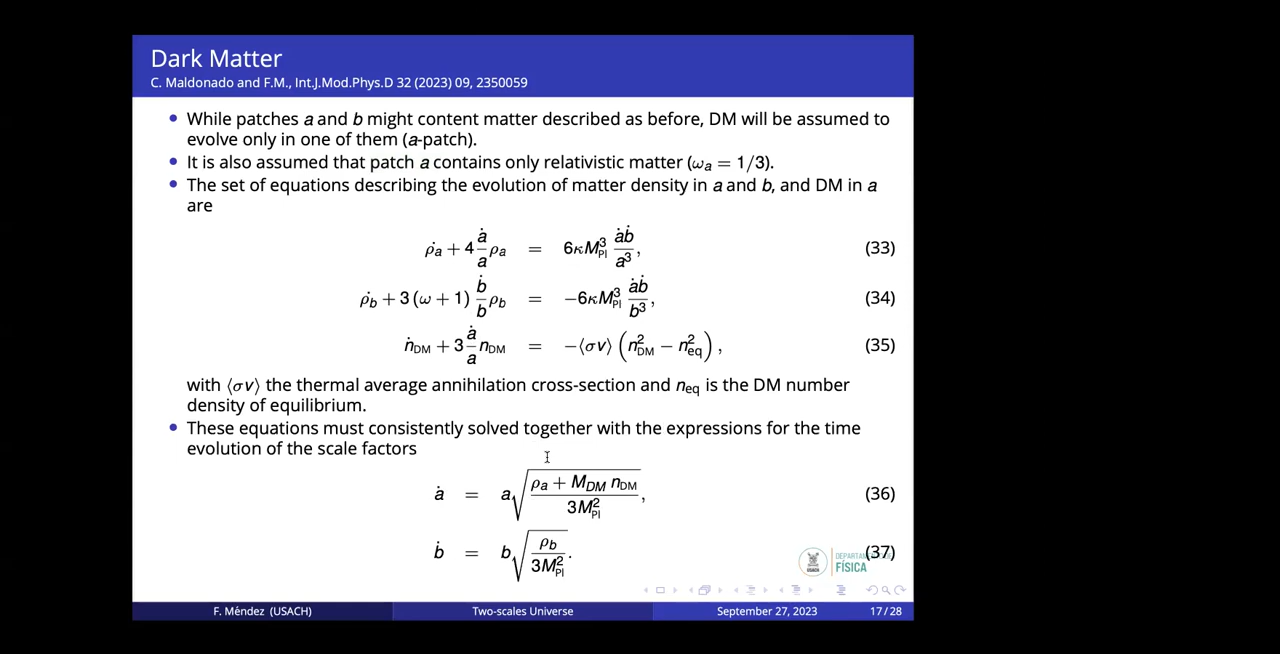 Dark Matter
C. Maldonado and F.M., Int.J.Mod.Phys.D 32 (2023) 09, 2350059
• While patches a and b might content matter described as before, DM will be assumed to
evolve only in one of them (a-patch).
• It is also assumed that patch a contains only relativistic matter (ω_a = 1/3).
• The set of equations describing the evolution of matter density in a and b, and DM in a
are
ρ̇_a + 4 ȧ/a ρ_a = 6κM_Pl^3 ȧḃ/a^3, (33)
ρ̇_b + 3 (ω + 1) ḃ/b ρ_b = −6κM_Pl^3 ȧḃ/b^3, (34)
ṅ_DM + 3 ȧ/a n_DM = −⟨σv⟩ (n_DM^2 − n_eq^2), (35)
with ⟨σv⟩ the thermal average annihilation cross-section and n_eq is the DM number
density of equilibrium.
• These equations must consistently solved together with the expressions for the time
evolution of the scale factors
ȧ = a√((ρ_a + M_DM n_DM)/(3M_Pl^2)), (36)
ḃ = b√(ρ_b/(3M_Pl^2)). (37)
FÍSICA
F. Méndez (USACH) Two-scales Universe September 27, 2023 17/28